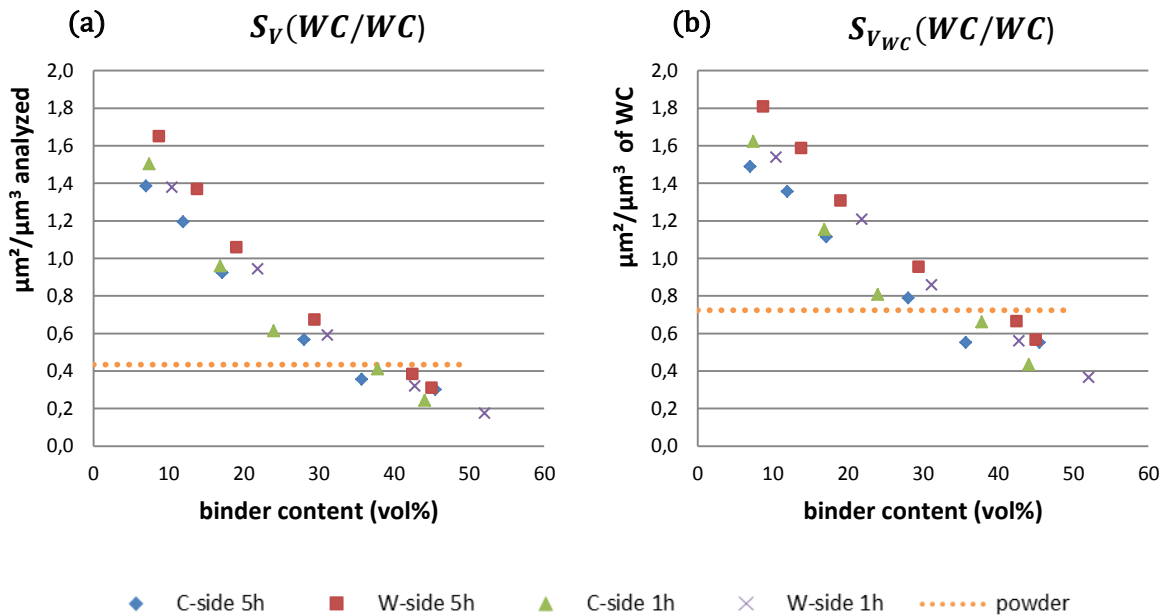 (a) S_V(WC/WC)
(b) S_{V_{WC}}(WC/WC)
µm²/µm³ analyzed
2,0
1,8
1,6
1,4
1,2
1,0
0,8
0,6
0,4
0,2
0,0
0 10 20 30 40 50 60
binder content (vol%)
µm²/µm³ of WC
2,0
1,8
1,6
1,4
1,2
1,0
0,8
0,6
0,4
0,2
0,0
0 10 20 30 40 50 60
binder content (vol%)
C-side 5h W-side 5h C-side 1h W-side 1h powder